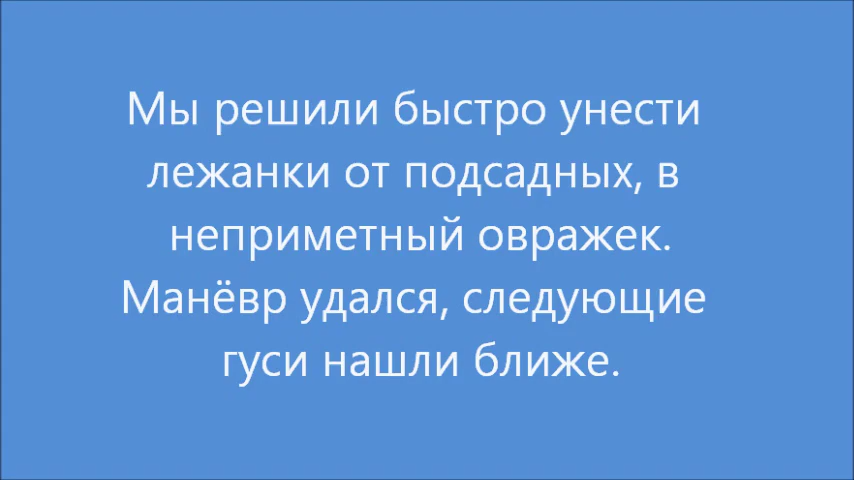 Мы решили быстро унести
лежанки от подсадных, в
неприметный овражек.
Манёвр удался, следующие
гуси нашли ближе.